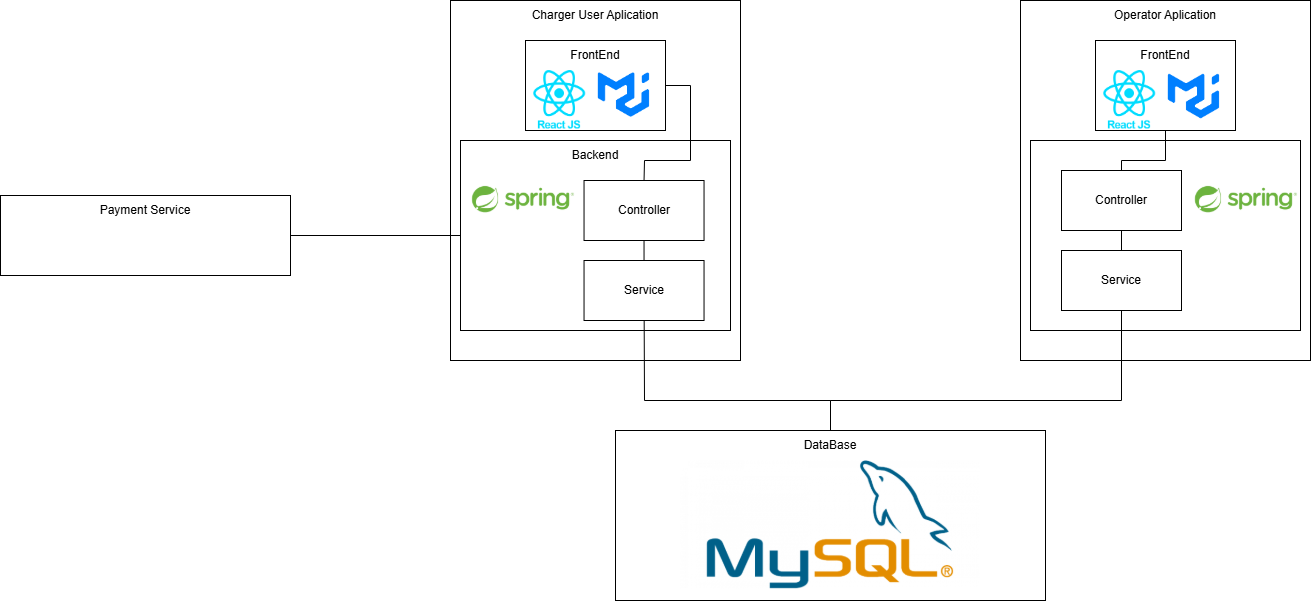 Charger User Aplication
FrontEnd
React JS
Backend
spring
Controller
Service
Payment Service
Operator Aplication
FrontEnd
React JS
Controller
spring
Service
DataBase
MySQL®